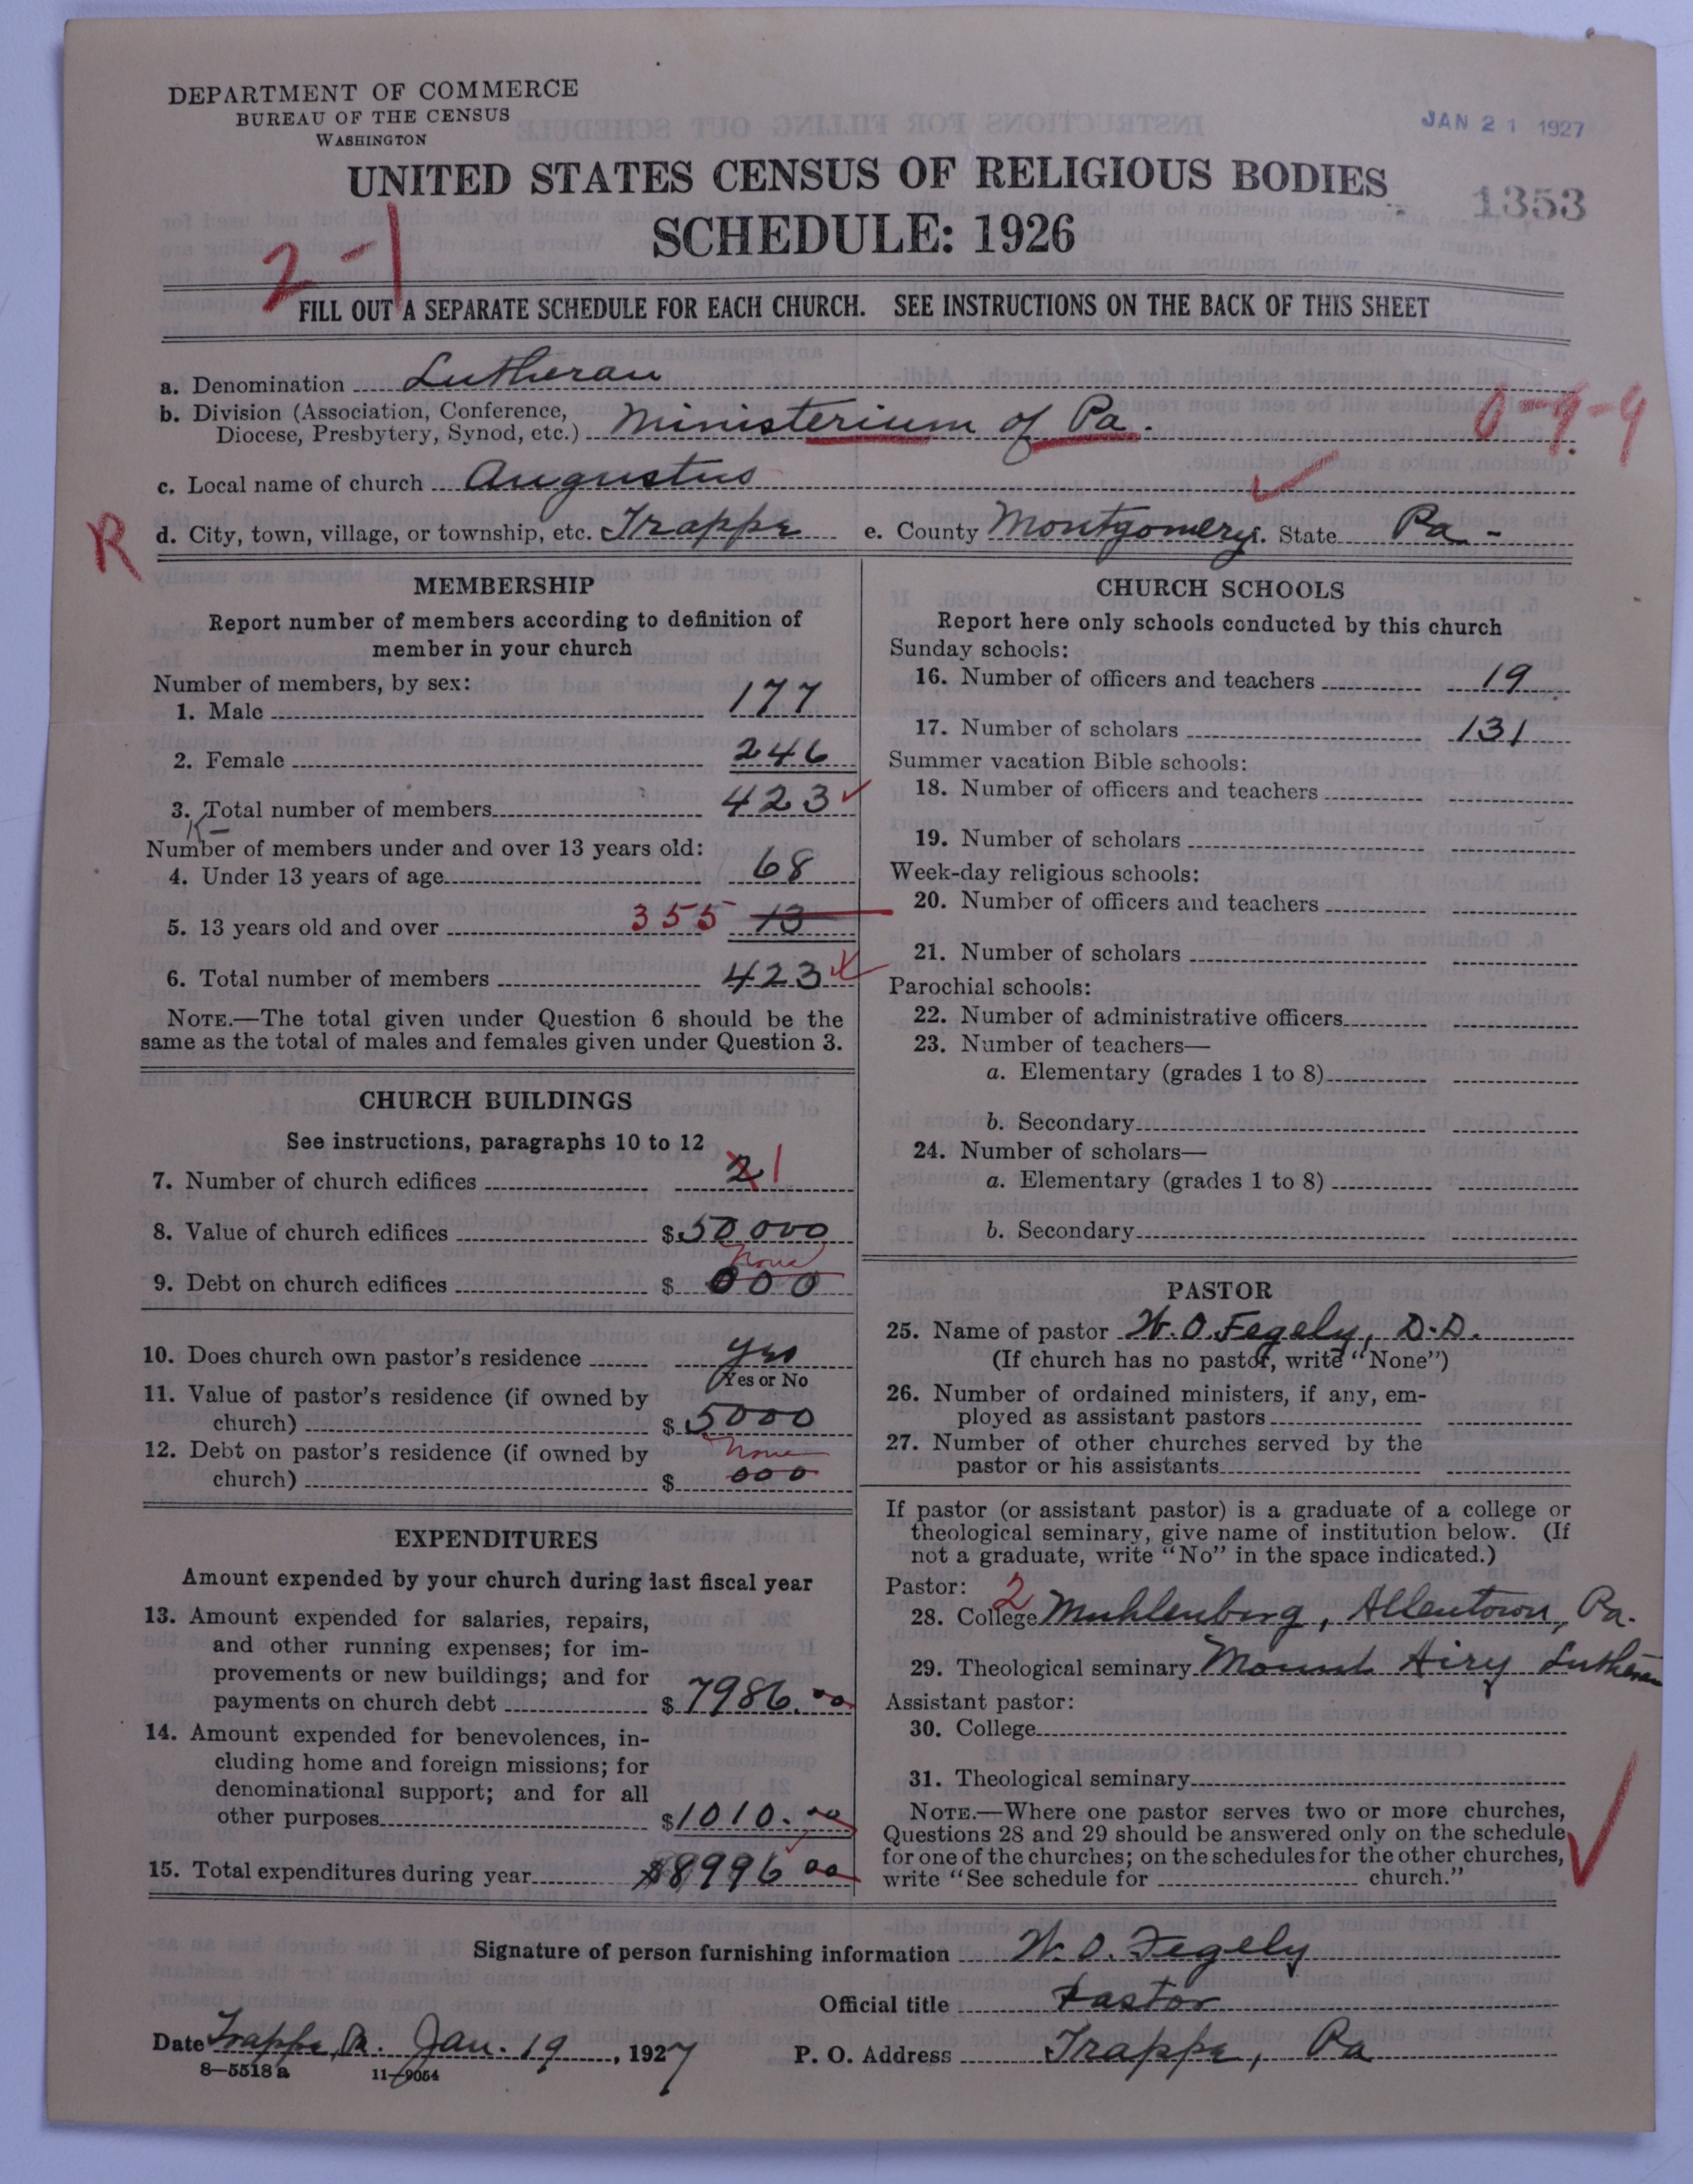 DEPARTMENT OF COMMERCE
BUREAU OF THE CENSUS
WASHINGTON
JAN 21 1927
UNITED STATES CENSUS OF RELIGIOUS BODIES
1353
SCHEDULE: 1926
2-1
FILL OUT A SEPARATE SCHEDULE FOR EACH CHURCH. SEE INSTRUCTIONS ON THE BACK OF THIS SHEET
a. Denomination Lutheran
b. Division (Association, Conference,
Diocese, Presbytery, Synod, etc.) Ministerium of Pa.
0-9-9
c. Local name of church Augustus
R
d. City, town, village, or township, etc. Trappe e. County Montgomery. State Pa.-
MEMBERSHIP
Report number of members according to definition of
member in your church
Number of members, by sex:
1. Male 177
2. Female 246
3. Total number of members 423
Number of members under and over 13 years old:
4. Under 13 years of age 68
5. 13 years old and over 355 13
6. Total number of members 423
NOTE.—The total given under Question 6 should be the
same as the total of males and females given under Question 3.
CHURCH BUILDINGS
See instructions, paragraphs 10 to 12
7. Number of church edifices 2 1
8. Value of church edifices $50 000
none
9. Debt on church edifices $ 000
10. Does church own pastor's residence yes
Yes or No
11. Value of pastor's residence (if owned by
church) $5000
12. Debt on pastor's residence (if owned by none
church) $ 000
EXPENDITURES
Amount expended by your church during last fiscal year
13. Amount expended for salaries, repairs,
and other running expenses; for im-
provements or new buildings; and for
payments on church debt $7986.00
14. Amount expended for benevolences, in-
cluding home and foreign missions; for
denominational support; and for all
other purposes $1010.00
15. Total expenditures during year $8996 00
CHURCH SCHOOLS
Report here only schools conducted by this church
Sunday schools:
16. Number of officers and teachers 19
17. Number of scholars 131
Summer vacation Bible schools:
18. Number of officers and teachers
19. Number of scholars
Week-day religious schools:
20. Number of officers and teachers
21. Number of scholars
Parochial schools:
22. Number of administrative officers
23. Number of teachers—
a. Elementary (grades 1 to 8)
b. Secondary
24. Number of scholars—
a. Elementary (grades 1 to 8)
b. Secondary
PASTOR
25. Name of pastor W. O. Fegely, D.D.
(If church has no pastor, write "None")
26. Number of ordained ministers, if any, em-
ployed as assistant pastors
27. Number of other churches served by the
pastor or his assistants
If pastor (or assistant pastor) is a graduate of a college or
theological seminary, give name of institution below. (If
not a graduate, write "No" in the space indicated.)
Pastor: 2
28. College Muhlenberg, Allentown, Pa.
29. Theological seminary Mount Airy Lutheran
Assistant pastor:
30. College
31. Theological seminary
NOTE.—Where one pastor serves two or more churches,
Questions 28 and 29 should be answered only on the schedule
for one of the churches; on the schedules for the other churches,
write "See schedule for church."
Signature of person furnishing information W. O. Fegely
Official title Pastor
Date Trappe, Pa. Jan. 19, 1927 P. O. Address Trappe, Pa
8—5518 a 11—9054